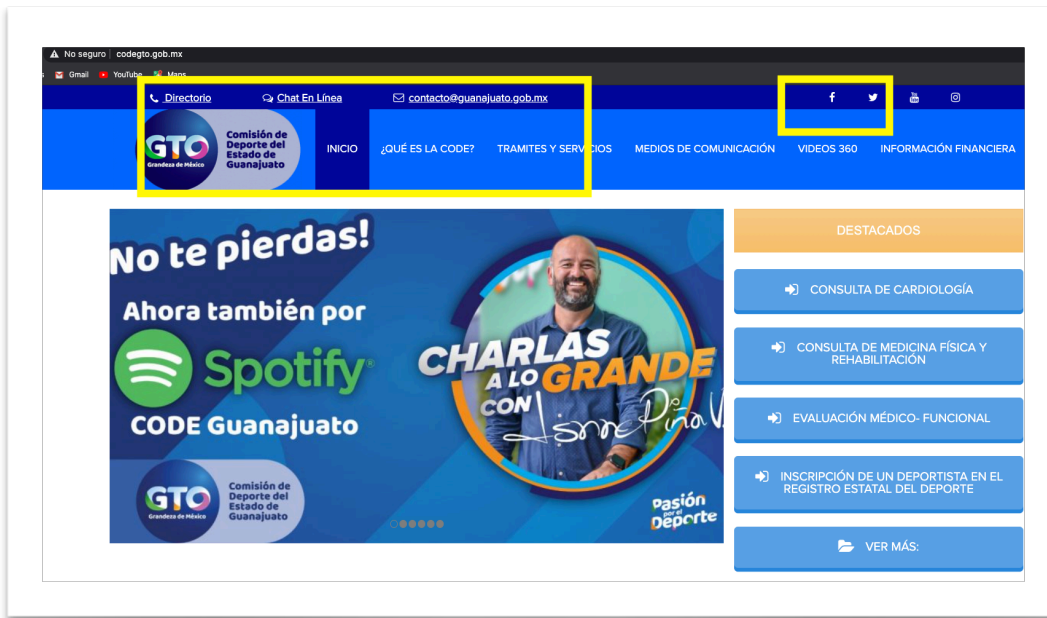 No seguro codegto.gob.mx
Gmail YouTube Maps
Directorio Chat En Línea contacto@guanajuato.gob.mx
GTO
Grandeza de México
Comisión de
Deporte del
Estado de
Guanajuato
INICIO ¿QUÉ ES LA CODE? TRAMITES Y SERVICIOS MEDIOS DE COMUNICACIÓN VIDEOS 360 INFORMACIÓN FINANCIERA
No te pierdas!
Ahora también por
Spotify
CODE Guanajuato
CHARLAS
A LO GRANDE
CON
GTO
Grandeza de México
Comisión de
Deporte del
Estado de
Guanajuato
Pasión
por el
Deporte
DESTACADOS
CONSULTA DE CARDIOLOGÍA
CONSULTA DE MEDICINA FÍSICA Y
REHABILITACIÓN
EVALUACIÓN MÉDICO- FUNCIONAL
INSCRIPCIÓN DE UN DEPORTISTA EN EL
REGISTRO ESTATAL DEL DEPORTE
VER MÁS: